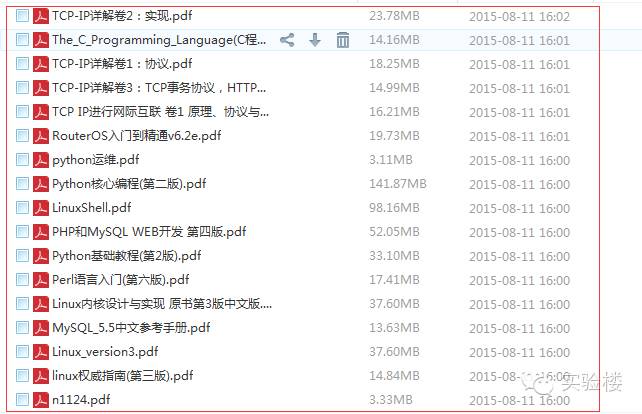 TCP-IP详解卷2：实现.pdf 23.78MB 2015-08-11 16:02
The_C_Programming_Language(C程... 14.16MB 2015-08-11 16:01
TCP-IP详解卷1：协议.pdf 18.25MB 2015-08-11 16:01
TCP-IP详解卷3：TCP事务协议，HTTP... 14.99MB 2015-08-11 16:01
TCP IP进行网际互联 卷1 原理、协议与... 16.21MB 2015-08-11 16:01
RouterOS入门到精通v6.2e.pdf 19.73MB 2015-08-11 16:01
python运维.pdf 3.11MB 2015-08-11 16:00
Python核心编程(第二版).pdf 141.87MB 2015-08-11 16:00
LinuxShell.pdf 98.16MB 2015-08-11 16:00
PHP和MySQL WEB开发 第四版.pdf 52.05MB 2015-08-11 16:00
Python基础教程(第2版).pdf 33.10MB 2015-08-11 16:00
Perl语言入门(第六版).pdf 17.41MB 2015-08-11 16:00
Linux内核设计与实现 原书第3版中文版.... 37.60MB 2015-08-11 16:00
MySQL_5.5中文参考手册.pdf 13.63MB 2015-08-11 16:00
Linux_version3.pdf 37.60MB 2015-08-11 16:00
linux权威指南(第三版).pdf 14.84MB 2015-08-11 16:00
实验楼
n1124.pdf 3.33MB 2015-08-11 16:00